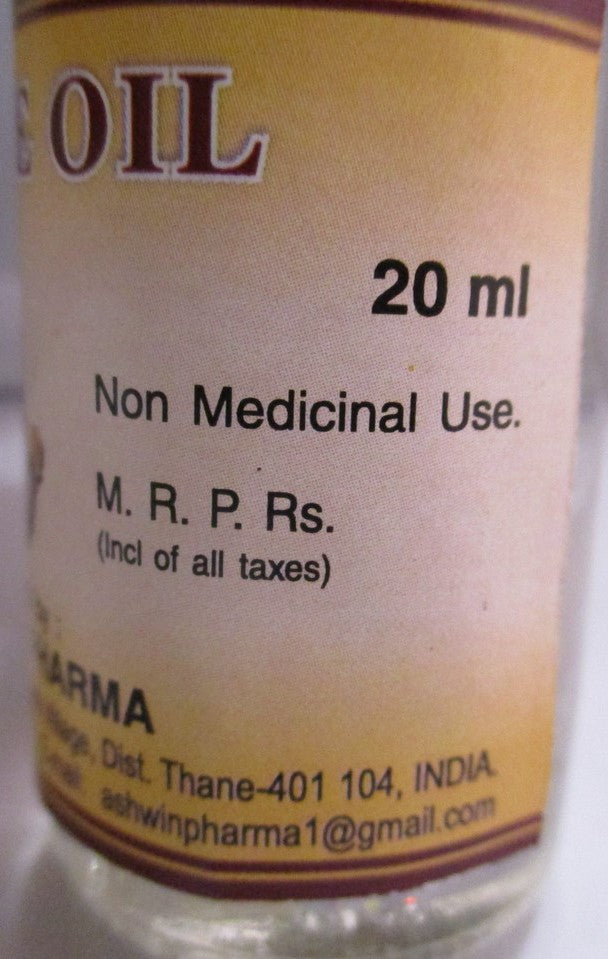 OIL
20 ml
Non Medicinal Use.
M. R. P. Rs.
(Incl of all taxes)
HARMA
Dist. Thane-401 104, INDIA.
ashwinpharma1@gmail.com